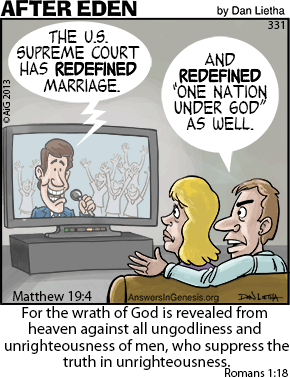 AFTER EDEN
by Dan Lietha
331
THE U.S.
SUPREME COURT
HAS REDEFINED
MARRIAGE.
AND
REDEFINED
"ONE NATION
UNDER GOD"
AS WELL.
©AiG 2013
Matthew 19:4
AnswersInGenesis.org
DAN LIETHA
For the wrath of God is revealed from
heaven against all ungodliness and
unrighteousness of men, who suppress the
truth in unrighteousness.
Romans 1:18